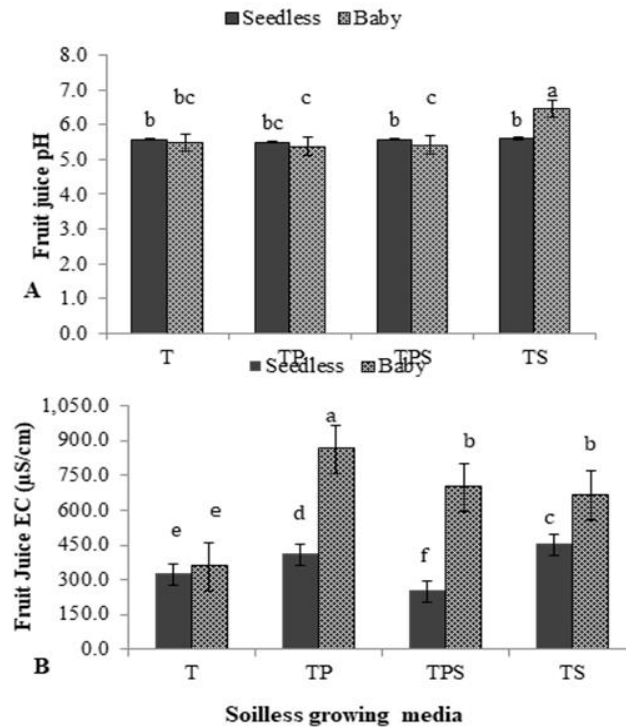 Seedless Baby
8.0
7.0
6.0
5.0
4.0
3.0
2.0
1.0
0.0
Fruit juice pH
A
b bc bc c b c b a
T TP TPS TS
Seedless Baby
1,050.0
900.0
750.0
600.0
450.0
300.0
150.0
0.0
Fruit Juice EC (µS/cm)
B
e e d a f b c b
T TP TPS TS
Soilless growing media